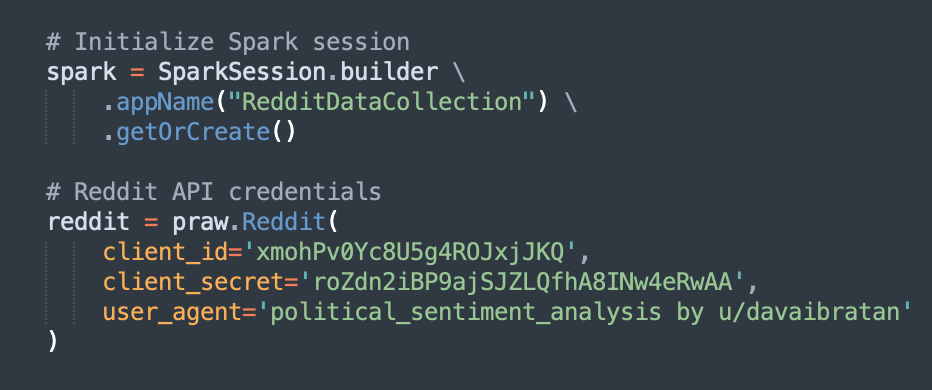 # Initialize Spark session
spark = SparkSession.builder \
    .appName("RedditDataCollection") \
    .getOrCreate()

# Reddit API credentials
reddit = praw.Reddit(
    client_id='xmohPv0Yc8U5g4ROJxjJKQ',
    client_secret='roZdn2iBP9ajSJZLQfhA8INw4eRwAA',
    user_agent='political_sentiment_analysis by u/davaibratan'
)